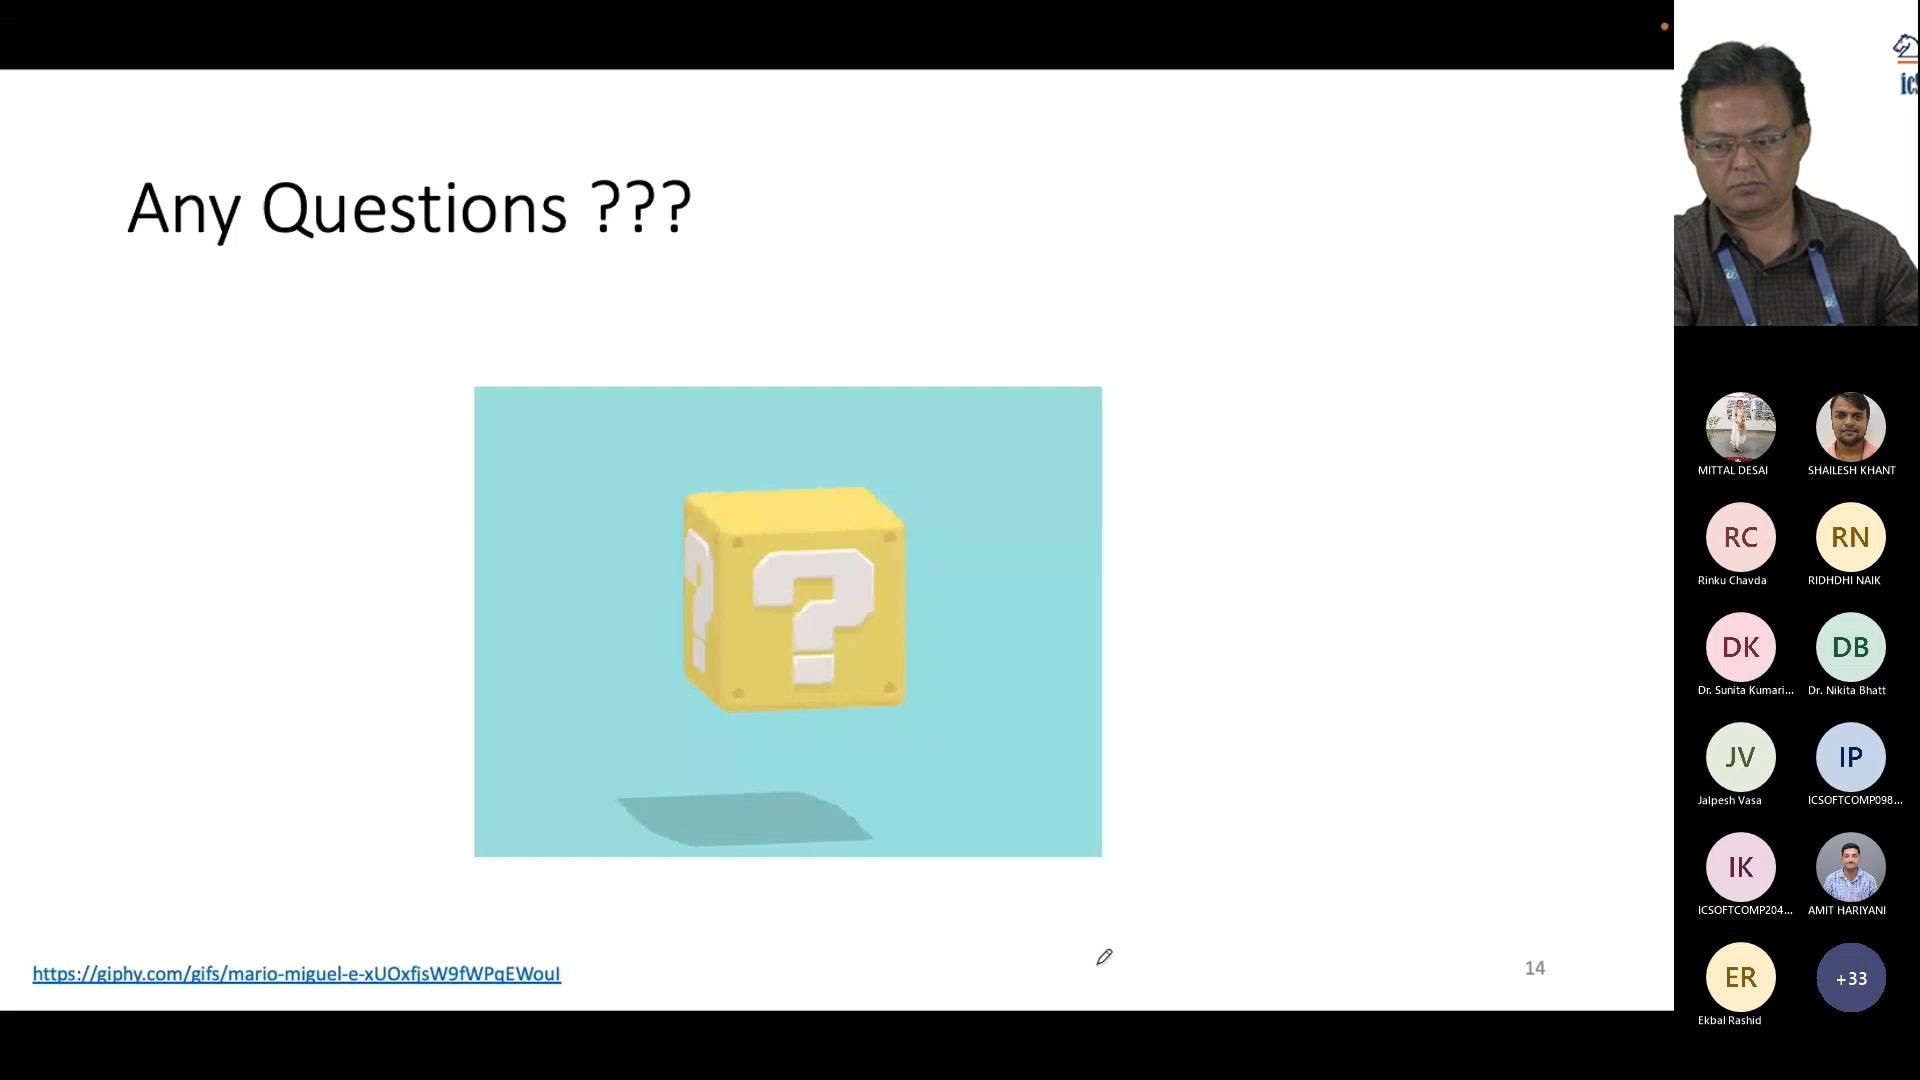 Any Questions ???
?
?
https://giphy.com/gifs/mario-miguel-e-xUOxfjsW9fWPqEWouI
14
MITTAL DESAI
SHAILESH KHANT
RC
RN
Rinku Chavda
RIDHDHI NAIK
DK
DB
Dr. Sunita Kumari...
Dr. Nikita Bhatt
JV
IP
Jalpesh Vasa
ICSOFTCOMP098...
IK
ICSOFTCOMP204...
AMIT HARIYANI
ER
+33
Ekbal Rashid